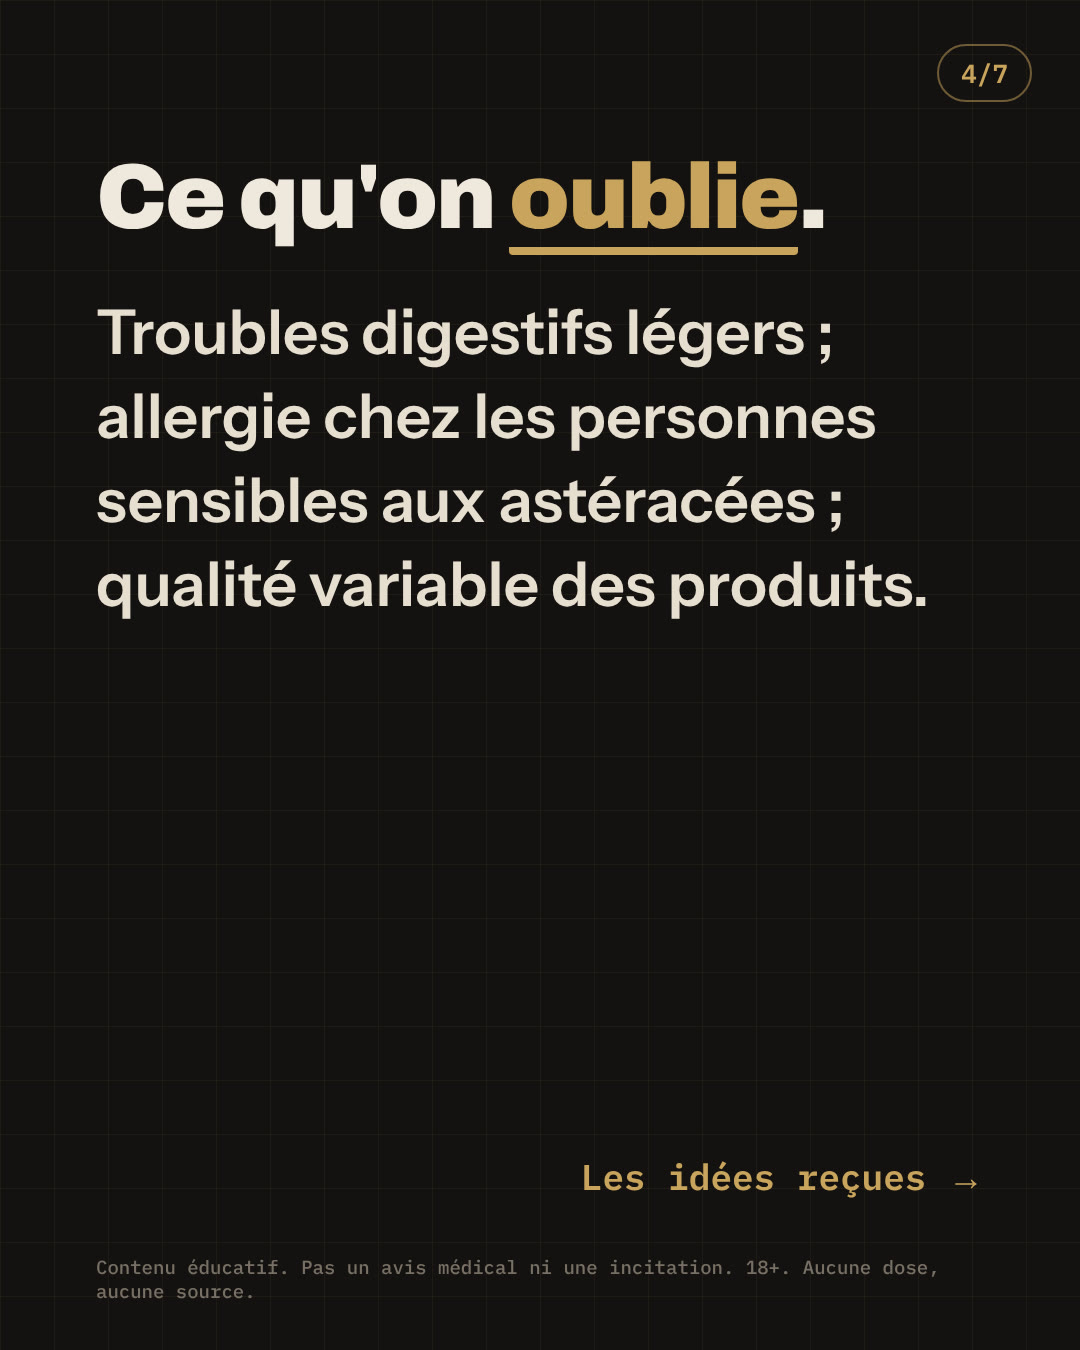 4/7
Ce qu'on oublie.
Troubles digestifs légers ;
allergie chez les personnes
sensibles aux astéracées ;
qualité variable des produits.
Les idées reçues →
Contenu éducatif. Pas un avis médical ni une incitation. 18+. Aucune dose,
aucune source.